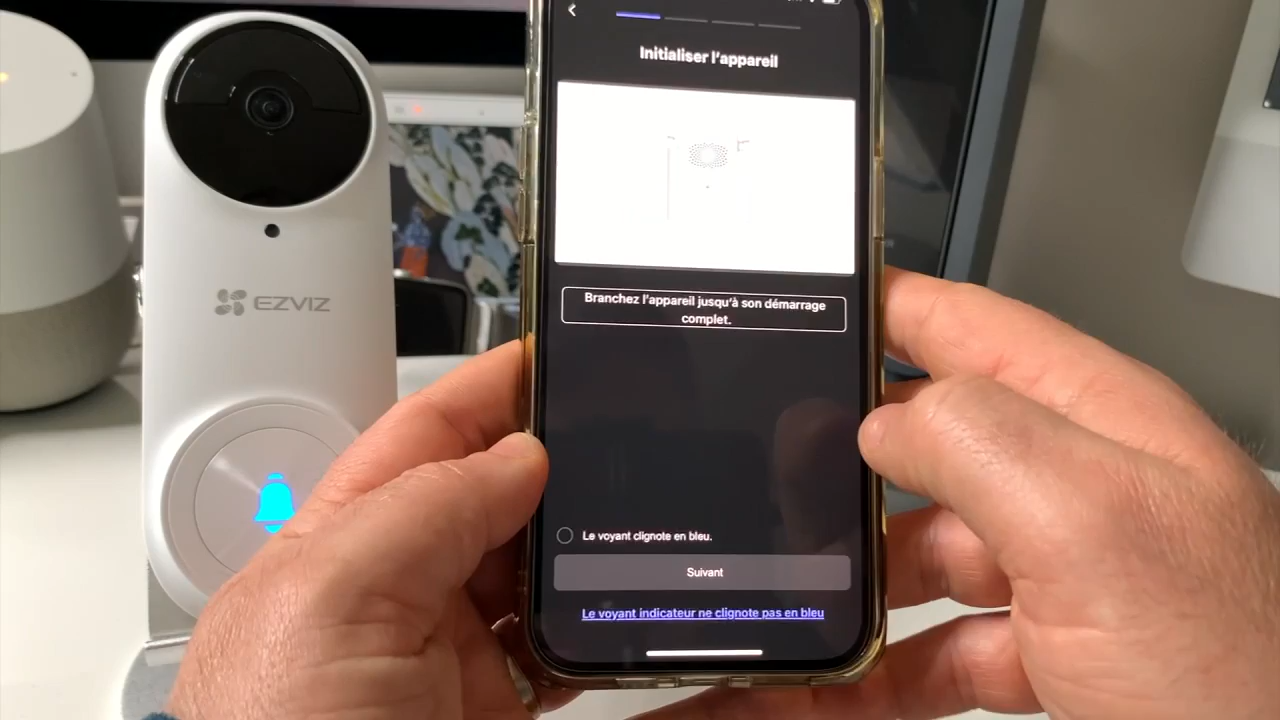 Initialiser l'appareil
EZVIZ
Branchez l'appareil jusqu'à son démarrage
complet.
Le voyant clignote en bleu.
Suivant
Le voyant indicateur ne clignote pas en bleu